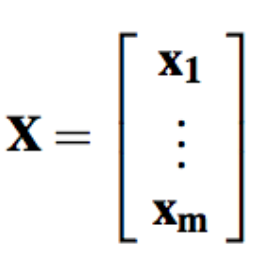 x₁
X = [ ⋮ ]
xₘ